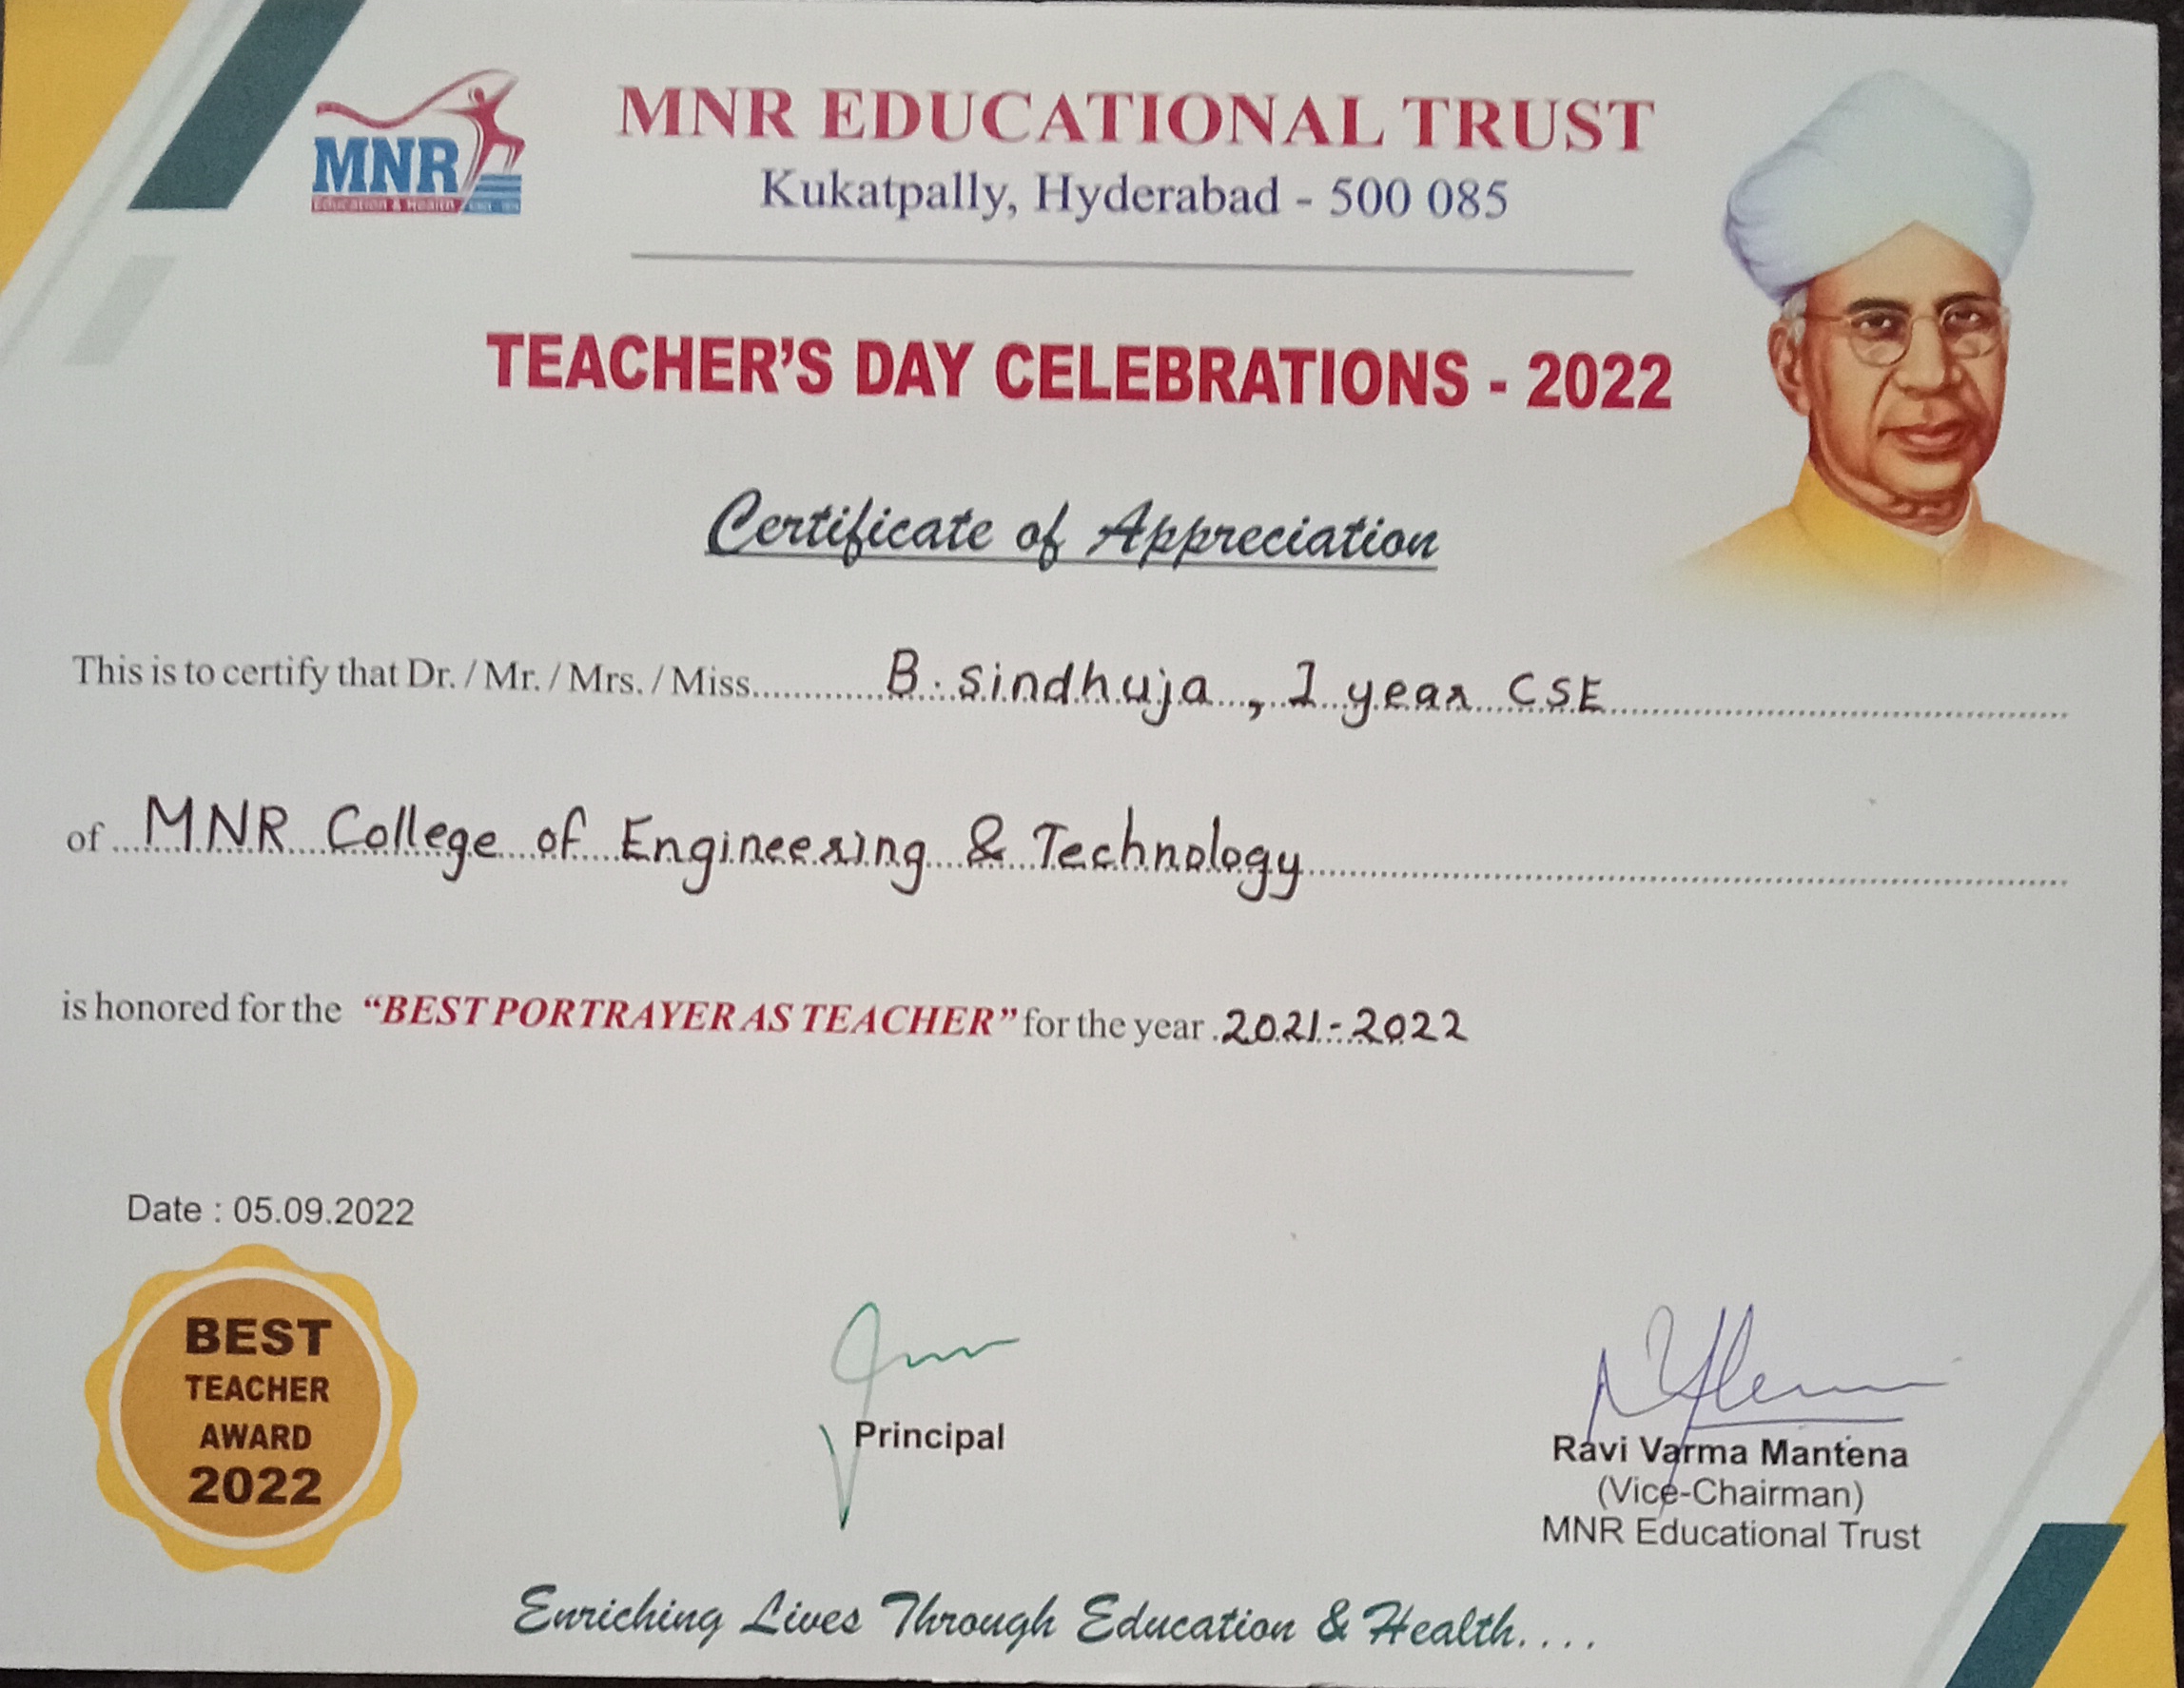 MNR
Education & Health
MNR EDUCATIONAL TRUST
Kukatpally, Hyderabad - 500 085
TEACHER'S DAY CELEBRATIONS - 2022
Certificate of Appreciation
This is to certify that Dr. / Mr. / Mrs. / Miss............B. Sindhuja, I year CSE
of MNR College of Engineering & Technology
is honored for the "BEST PORTRAYER AS TEACHER" for the year 2021-2022
Date : 05.09.2022
BEST
TEACHER
AWARD
2022
Principal
Ravi Varma Mantena
(Vice-Chairman)
MNR Educational Trust
Enriching Lives Through Education & Health....